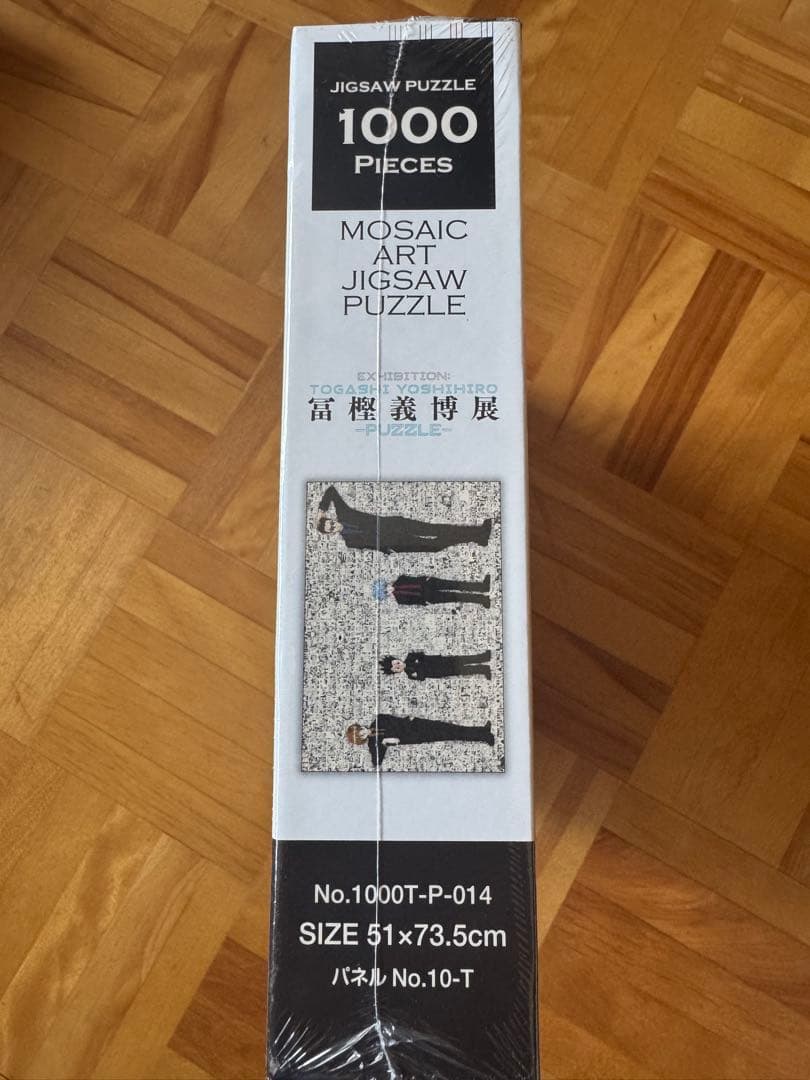 JIGSAW PUZZLE
1000
PIECES
MOSAIC
ART
JIGSAW
PUZZLE
EXHIBITION:
TOGASHI YOSHIHIRO
冨樫義博展
-PUZZLE-
No.1000T-P-014
SIZE 51×73.5cm
パネル No.10-T